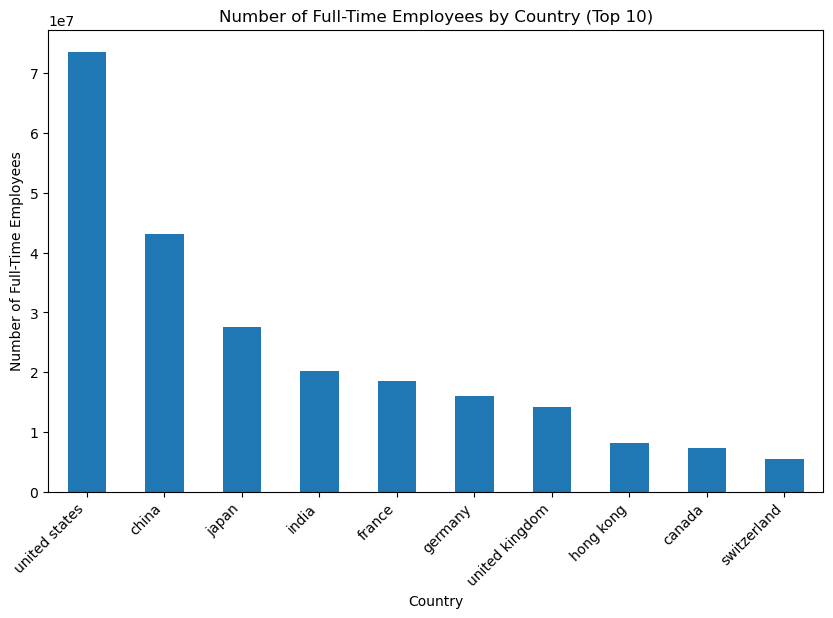 Number of Full-Time Employees by Country (Top 10)
1e7
7
6
5
4
3
2
1
0
Number of Full-Time Employees
united states
china
japan
india
france
germany
united kingdom
hong kong
canada
switzerland
Country